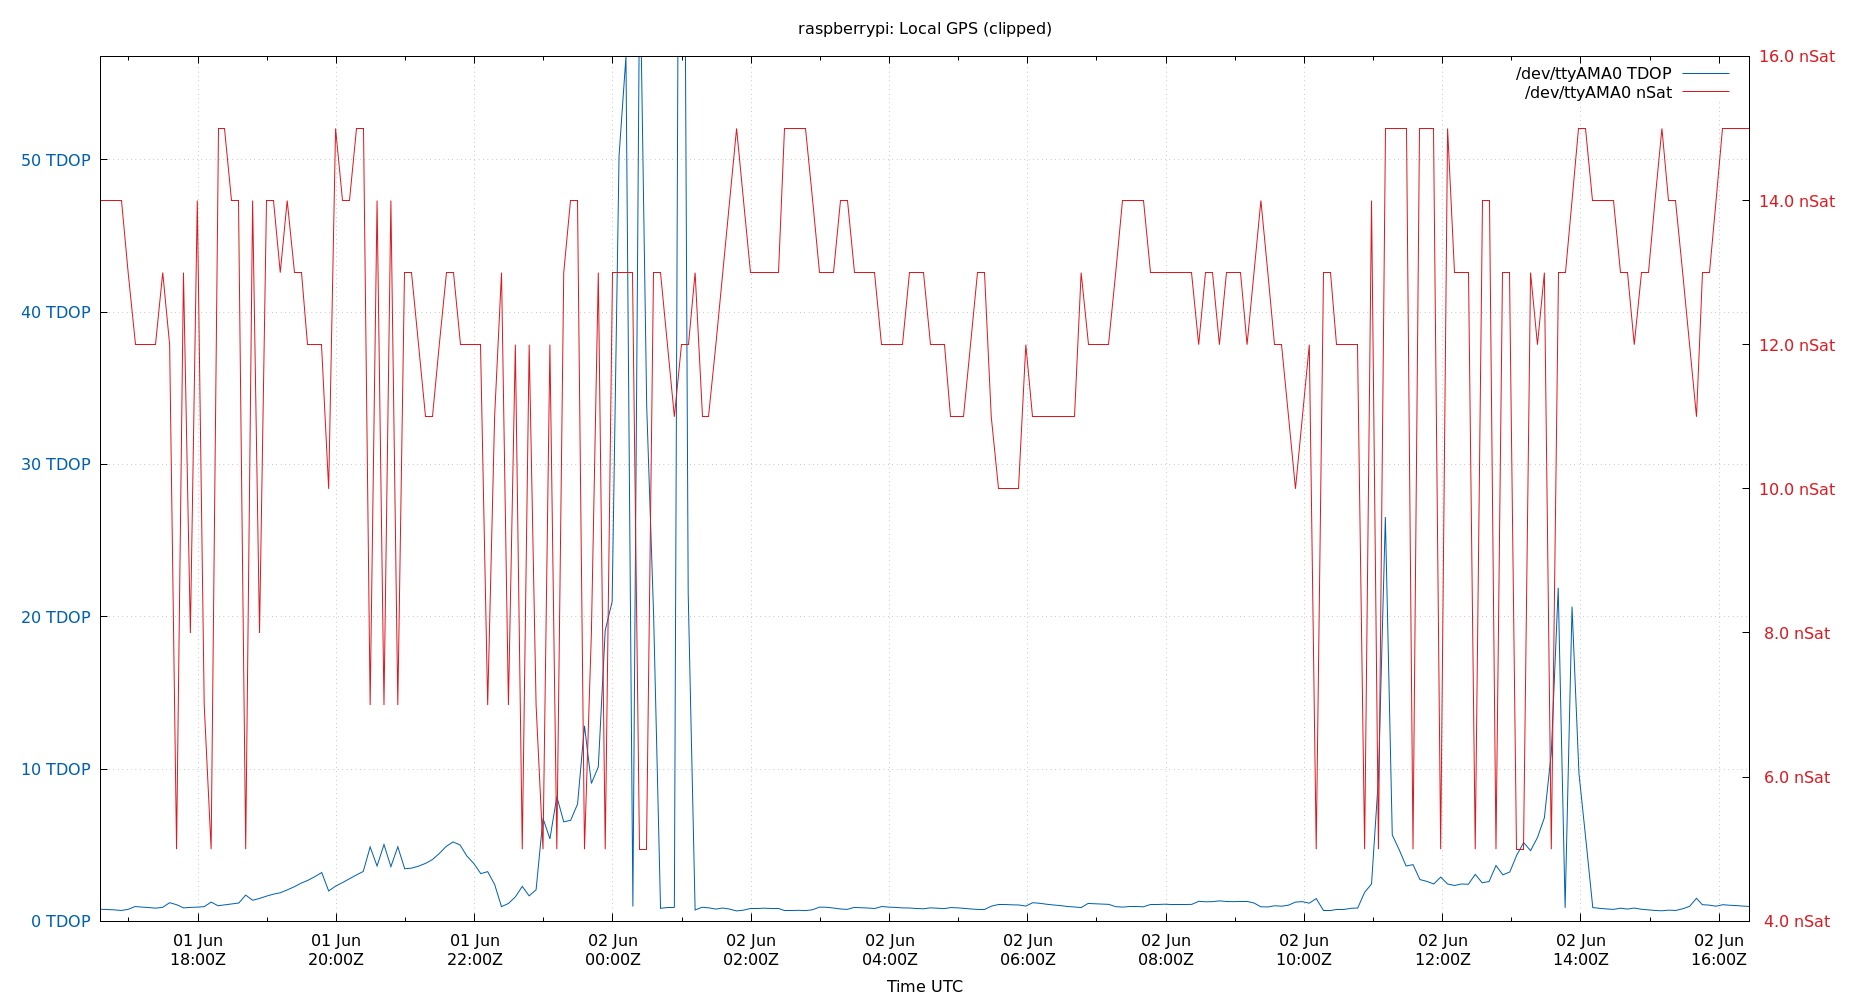 raspberrypi: Local GPS (clipped)
16.0 nSat
14.0 nSat
12.0 nSat
10.0 nSat
8.0 nSat
6.0 nSat
4.0 nSat
/dev/ttyAMA0 TDOP
/dev/ttyAMA0 nSat
50 TDOP
40 TDOP
30 TDOP
20 TDOP
10 TDOP
0 TDOP
01 Jun
18:00Z
01 Jun
20:00Z
01 Jun
22:00Z
02 Jun
00:00Z
02 Jun
02:00Z
02 Jun
04:00Z
02 Jun
06:00Z
02 Jun
08:00Z
02 Jun
10:00Z
02 Jun
12:00Z
02 Jun
14:00Z
02 Jun
16:00Z
Time UTC